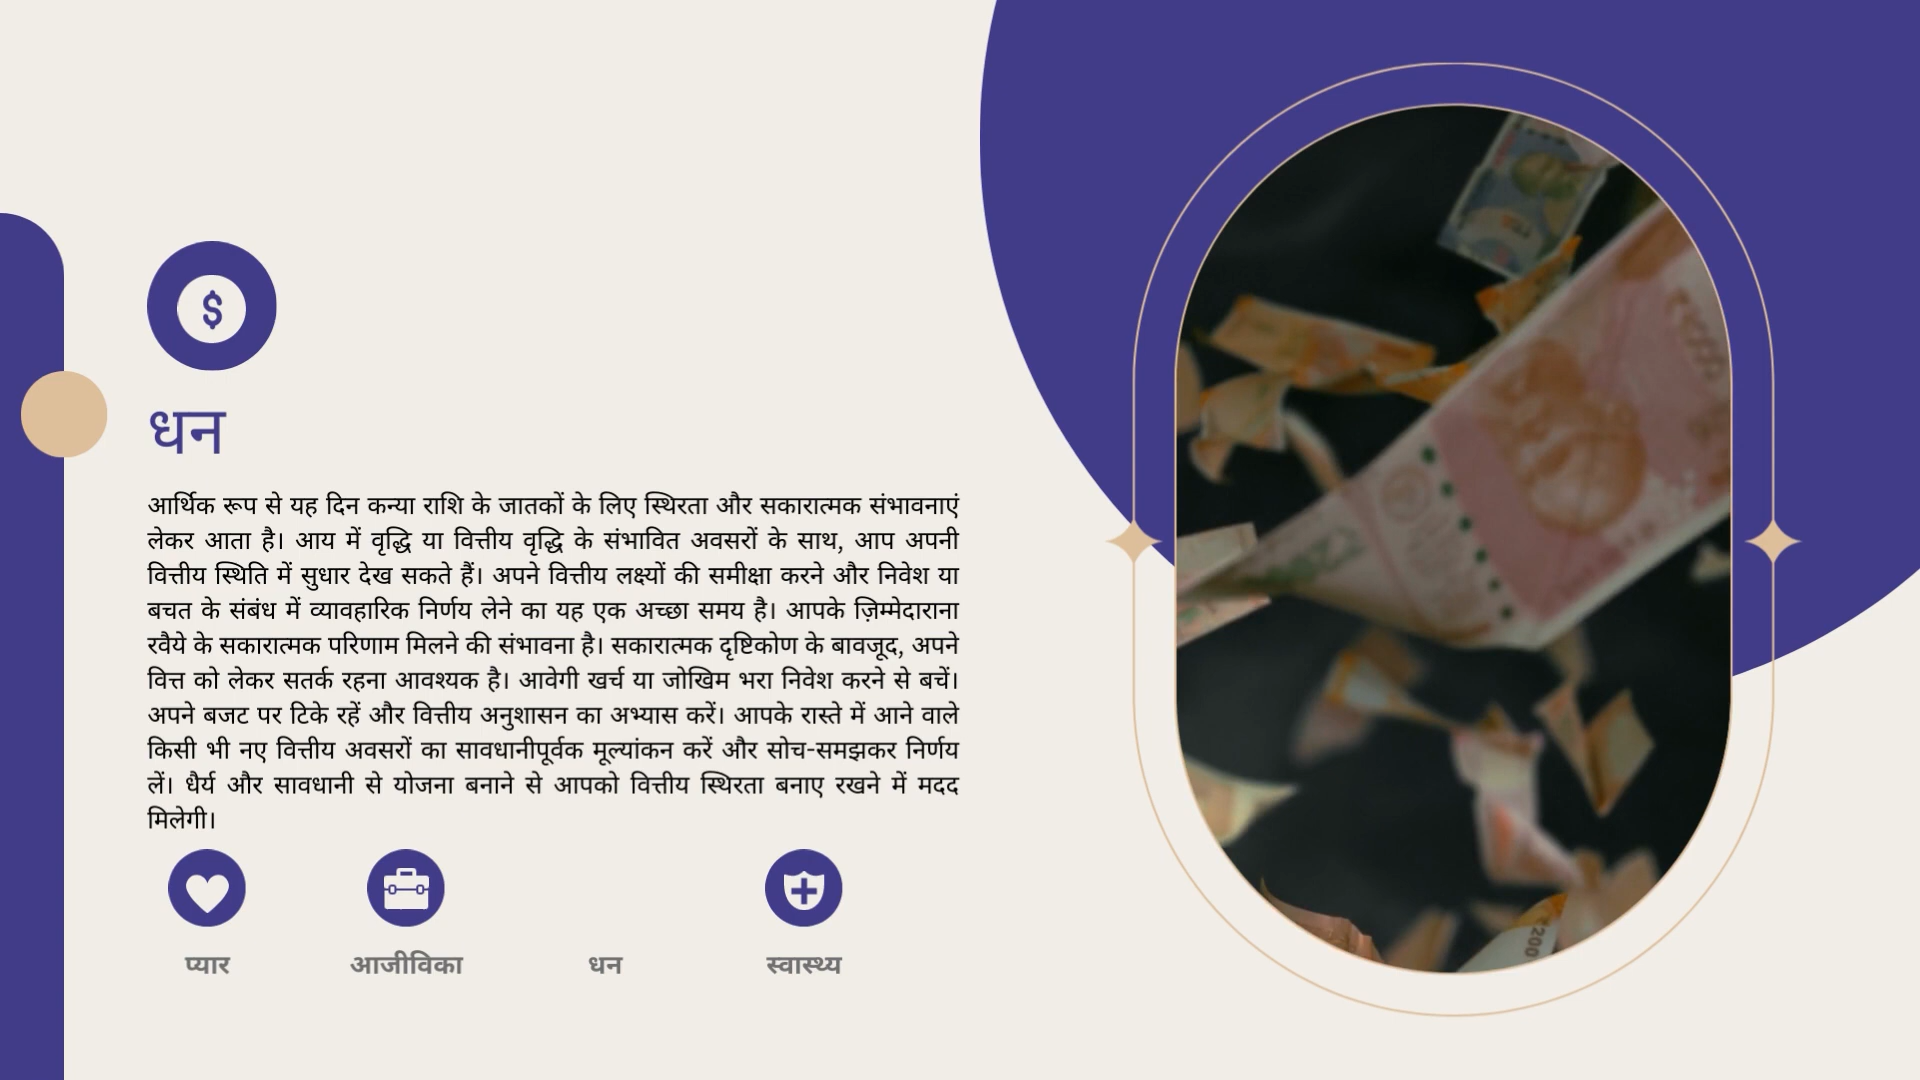 $
धन
आर्थिक रूप से यह दिन कन्या राशि के जातकों के लिए स्थिरता और सकारात्मक संभावनाएं
लेकर आता है। आय में वृद्धि या वित्तीय वृद्धि के संभावित अवसरों के साथ, आप अपनी
वित्तीय स्थिति में सुधार देख सकते हैं। अपने वित्तीय लक्ष्यों की समीक्षा करने और निवेश या
बचत के संबंध में व्यावहारिक निर्णय लेने का यह एक अच्छा समय है। आपके ज़िम्मेदाराना
रवैये के सकारात्मक परिणाम मिलने की संभावना है। सकारात्मक दृष्टिकोण के बावजूद, अपने
वित्त को लेकर सतर्क रहना आवश्यक है। आवेगी खर्च या जोखिम भरा निवेश करने से बचें।
अपने बजट पर टिके रहें और वित्तीय अनुशासन का अभ्यास करें। आपके रास्ते में आने वाले
किसी भी नए वित्तीय अवसरों का सावधानीपूर्वक मूल्यांकन करें और सोच-समझकर निर्णय
लें। धैर्य और सावधानी से योजना बनाने से आपको वित्तीय स्थिरता बनाए रखने में मदद
मिलेगी।
प्यार आजीविका धन स्वास्थ्य